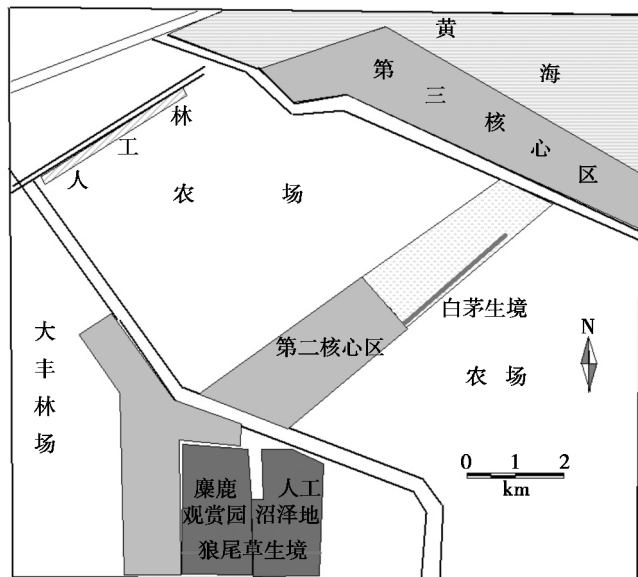 黄海
第三核心区
人工林
农场
白茅生境
大丰林场
第二核心区
农场
N
0 1 2
km
麋鹿
观赏园
人工
沼泽地
狼尾草生境